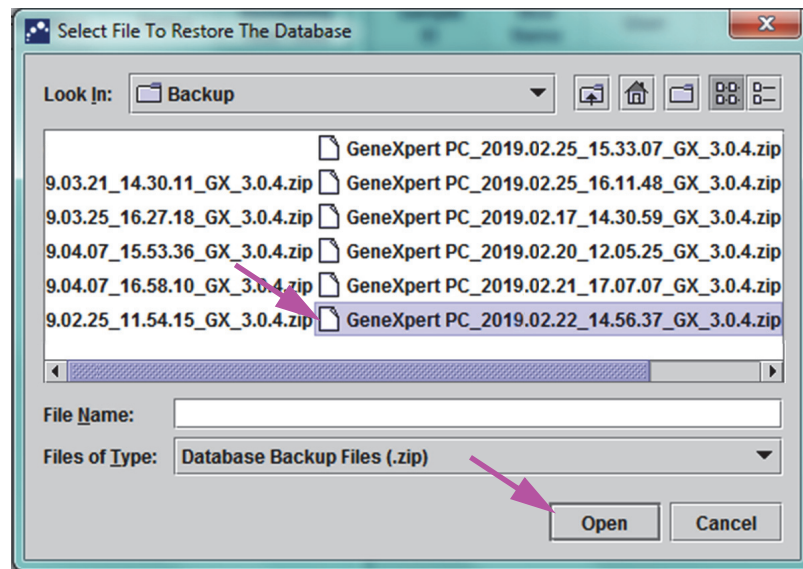 Select File To Restore The Database
Look In: Backup
GeneXpert PC_2019.02.25_15.33.07_GX_3.0.4.zip
9.03.21_14.30.11_GX_3.0.4.zip GeneXpert PC_2019.02.25_16.11.48_GX_3.0.4.zip
9.03.25_16.27.18_GX_3.0.4.zip GeneXpert PC_2019.02.17_14.30.59_GX_3.0.4.zip
9.04.07_15.53.36_GX_3.0.4.zip GeneXpert PC_2019.02.20_12.05.25_GX_3.0.4.zip
9.04.07_16.58.10_GX_3.0.4.zip GeneXpert PC_2019.02.21_17.07.07_GX_3.0.4.zip
9.02.25_11.54.15_GX_3.0.4.zip GeneXpert PC_2019.02.22_14.56.37_GX_3.0.4.zip
File Name:
Files of Type: Database Backup Files (.zip)
Open Cancel